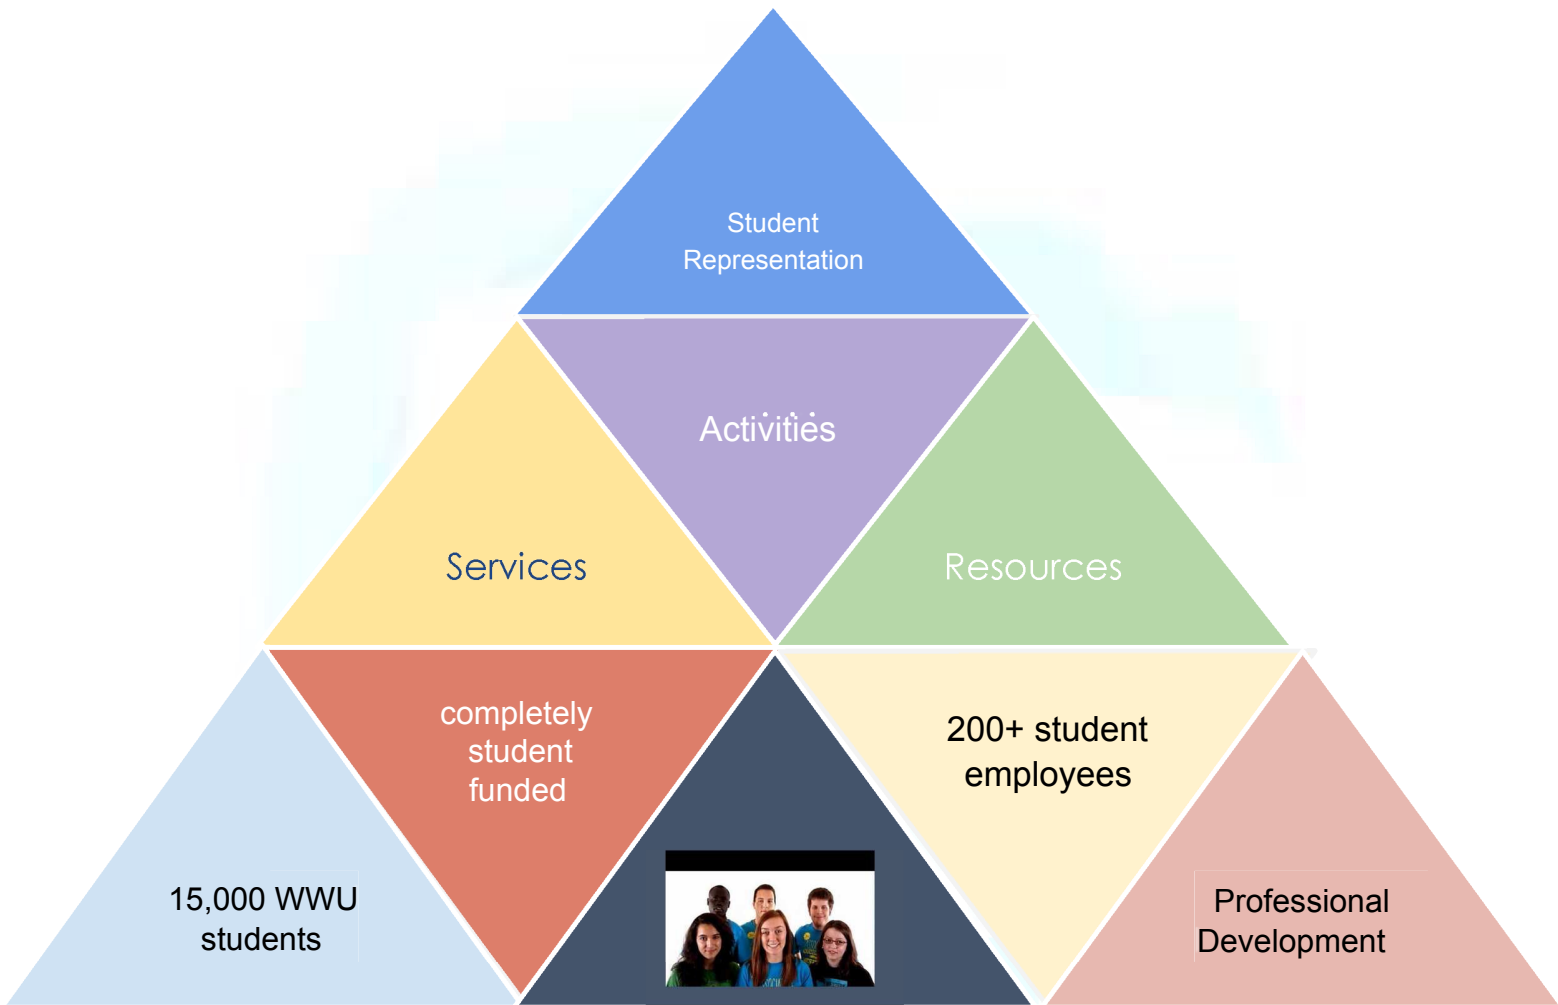 Student
Representation
Activities
Services
Resources
completely
student
funded
200+ student
employees
15,000 WWU
students
Professional
Development